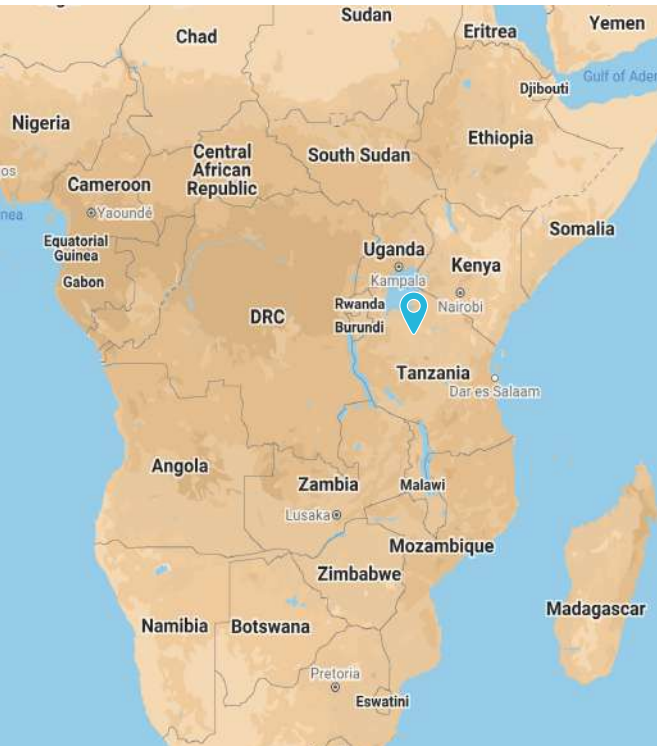 Sudan
Yemen
Chad
Eritrea
Gulf of Aden
Djibouti
Nigeria
Ethiopia
Central
African
Republic
South Sudan
Cameroon
Yaoundé
Somalia
Equatorial
Guinea
Uganda
Kenya
Gabon
Kampala
Rwanda
Nairobi
DRC
Burundi
Tanzania
Dar es Salaam
Angola
Zambia
Malawi
Lusaka
Mozambique
Zimbabwe
Madagascar
Namibia
Botswana
Pretoria
Eswatini